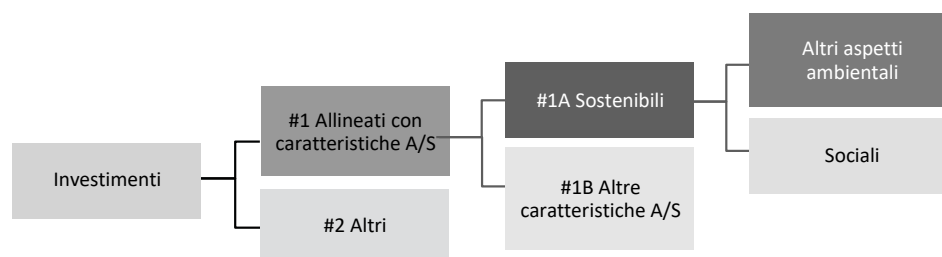 Investimenti
#1 Allineati con
caratteristiche A/S
#2 Altri
#1A Sostenibili
#1B Altre
caratteristiche A/S
Altri aspetti
ambientali
Sociali